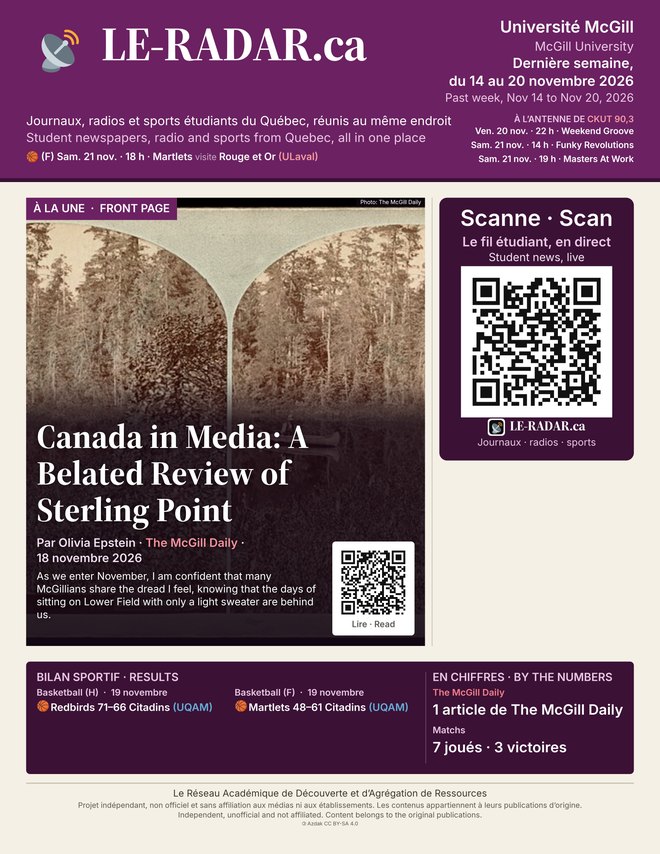 LE-RADAR.ca
Université McGill
McGill University
Dernière semaine,
du 14 au 20 novembre 2026
Past week, Nov 14 to Nov 20, 2026
Journaux, radios et sports étudiants du Québec, réunis au même endroit
Student newspapers, radio and sports from Quebec, all in one place
(F) Sam. 21 nov. · 18 h · Martlets visite Rouge et Or (ULaval)
À L'ANTENNE DE CKUT 90,3
Ven. 20 nov. · 22 h · Weekend Groove
Sam. 21 nov. · 14 h · Funky Revolutions
Sam. 21 nov. · 19 h · Masters At Work
À LA UNE · FRONT PAGE
Photo: The McGill Daily
Canada in Media: A
Belated Review of
Sterling Point
Par Olivia Epstein · The McGill Daily ·
18 novembre 2026
As we enter November, I am confident that many
McGillians share the dread I feel, knowing that the days of
sitting on Lower Field with only a light sweater are behind
us.
Lire · Read
Scanne · Scan
Le fil étudiant, en direct
Student news, live
LE-RADAR.ca
Journaux · radios · sports
BILAN SPORTIF · RESULTS
Basketball (H) · 19 novembre
Redbirds 71–66 Citadins (UQAM)
Basketball (F) · 19 novembre
Martlets 48–61 Citadins (UQAM)
EN CHIFFRES · BY THE NUMBERS
The McGill Daily
1 article de The McGill Daily
Matchs
7 joués · 3 victoires
Le Réseau Académique de Découverte et d'Agrégation de Ressources
Projet indépendant, non officiel et sans affiliation aux médias ni aux établissements. Les contenus appartiennent à leurs publications d'origine.
Independent, unofficial and not affiliated. Content belongs to the original publications.
© Azdak CC BY-SA 4.0